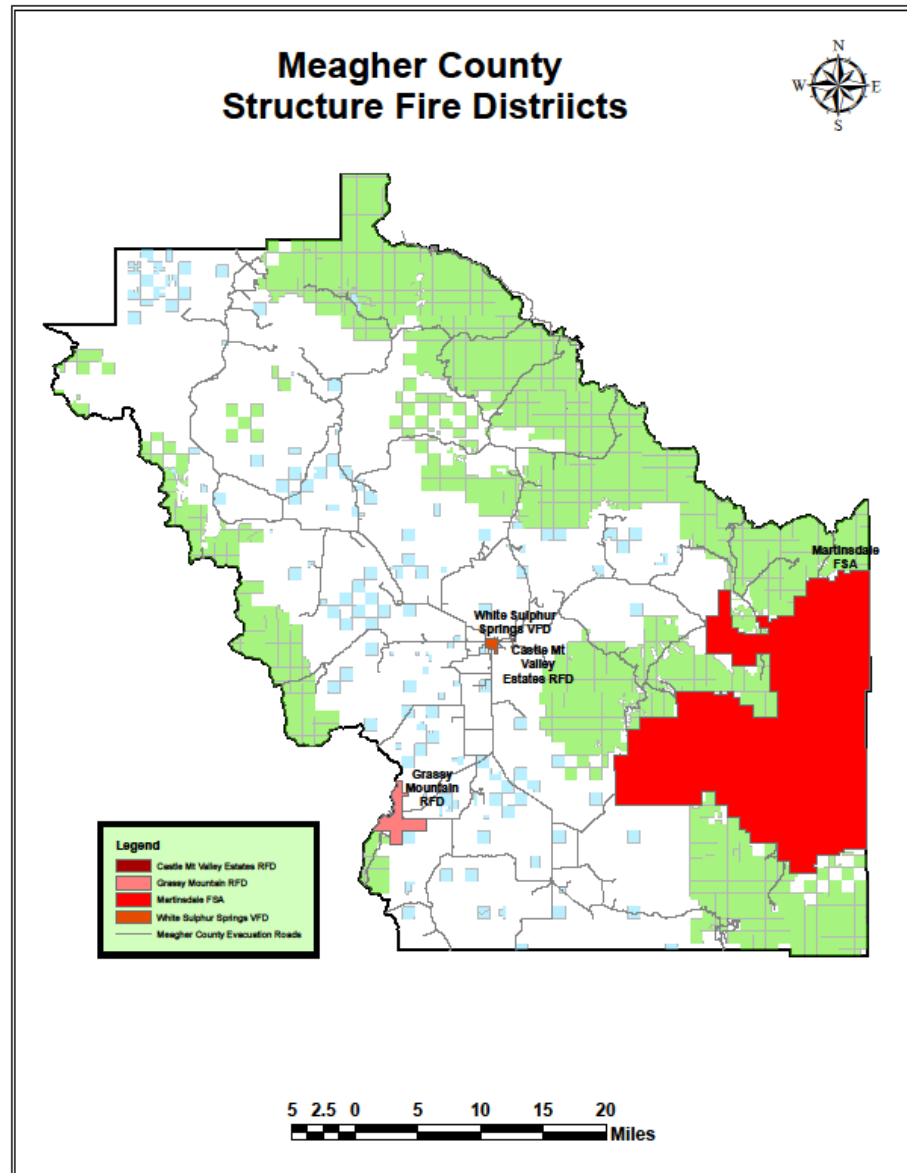 Meagher County
Structure Fire Distriicts
N
W
E
S
Martinsdale
FSA
White Sulphur
Springs VFD
Castle Mt
Valley
Estates RFD
Grassy
Mountain
RFD
Legend
Castle Mt Valley Estates RFD
Grassy Mountain RFD
Martinsdale FSA
White Sulphur Springs VFD
Meagher County Evacuation Roads
5 2.5 0 5 10 15 20
Miles